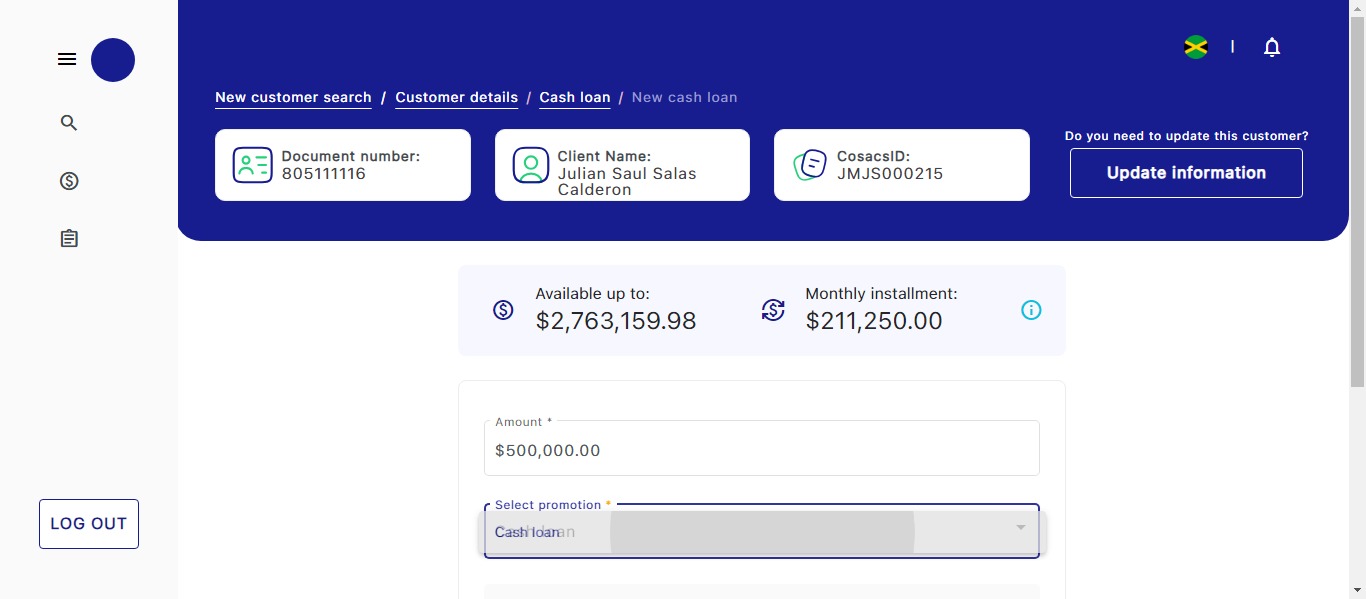 New customer search / Customer details / Cash loan / New cash loan
Document number:
805111116
Client Name:
Julian Saul Salas
Calderon
CosacsID:
JMJS000215
Do you need to update this customer?
Update information
Available up to:
$2,763,159.98
Monthly installment:
$211,250.00
Amount *
$500,000.00
Select promotion *
Cash loan
Cash loan
LOG OUT